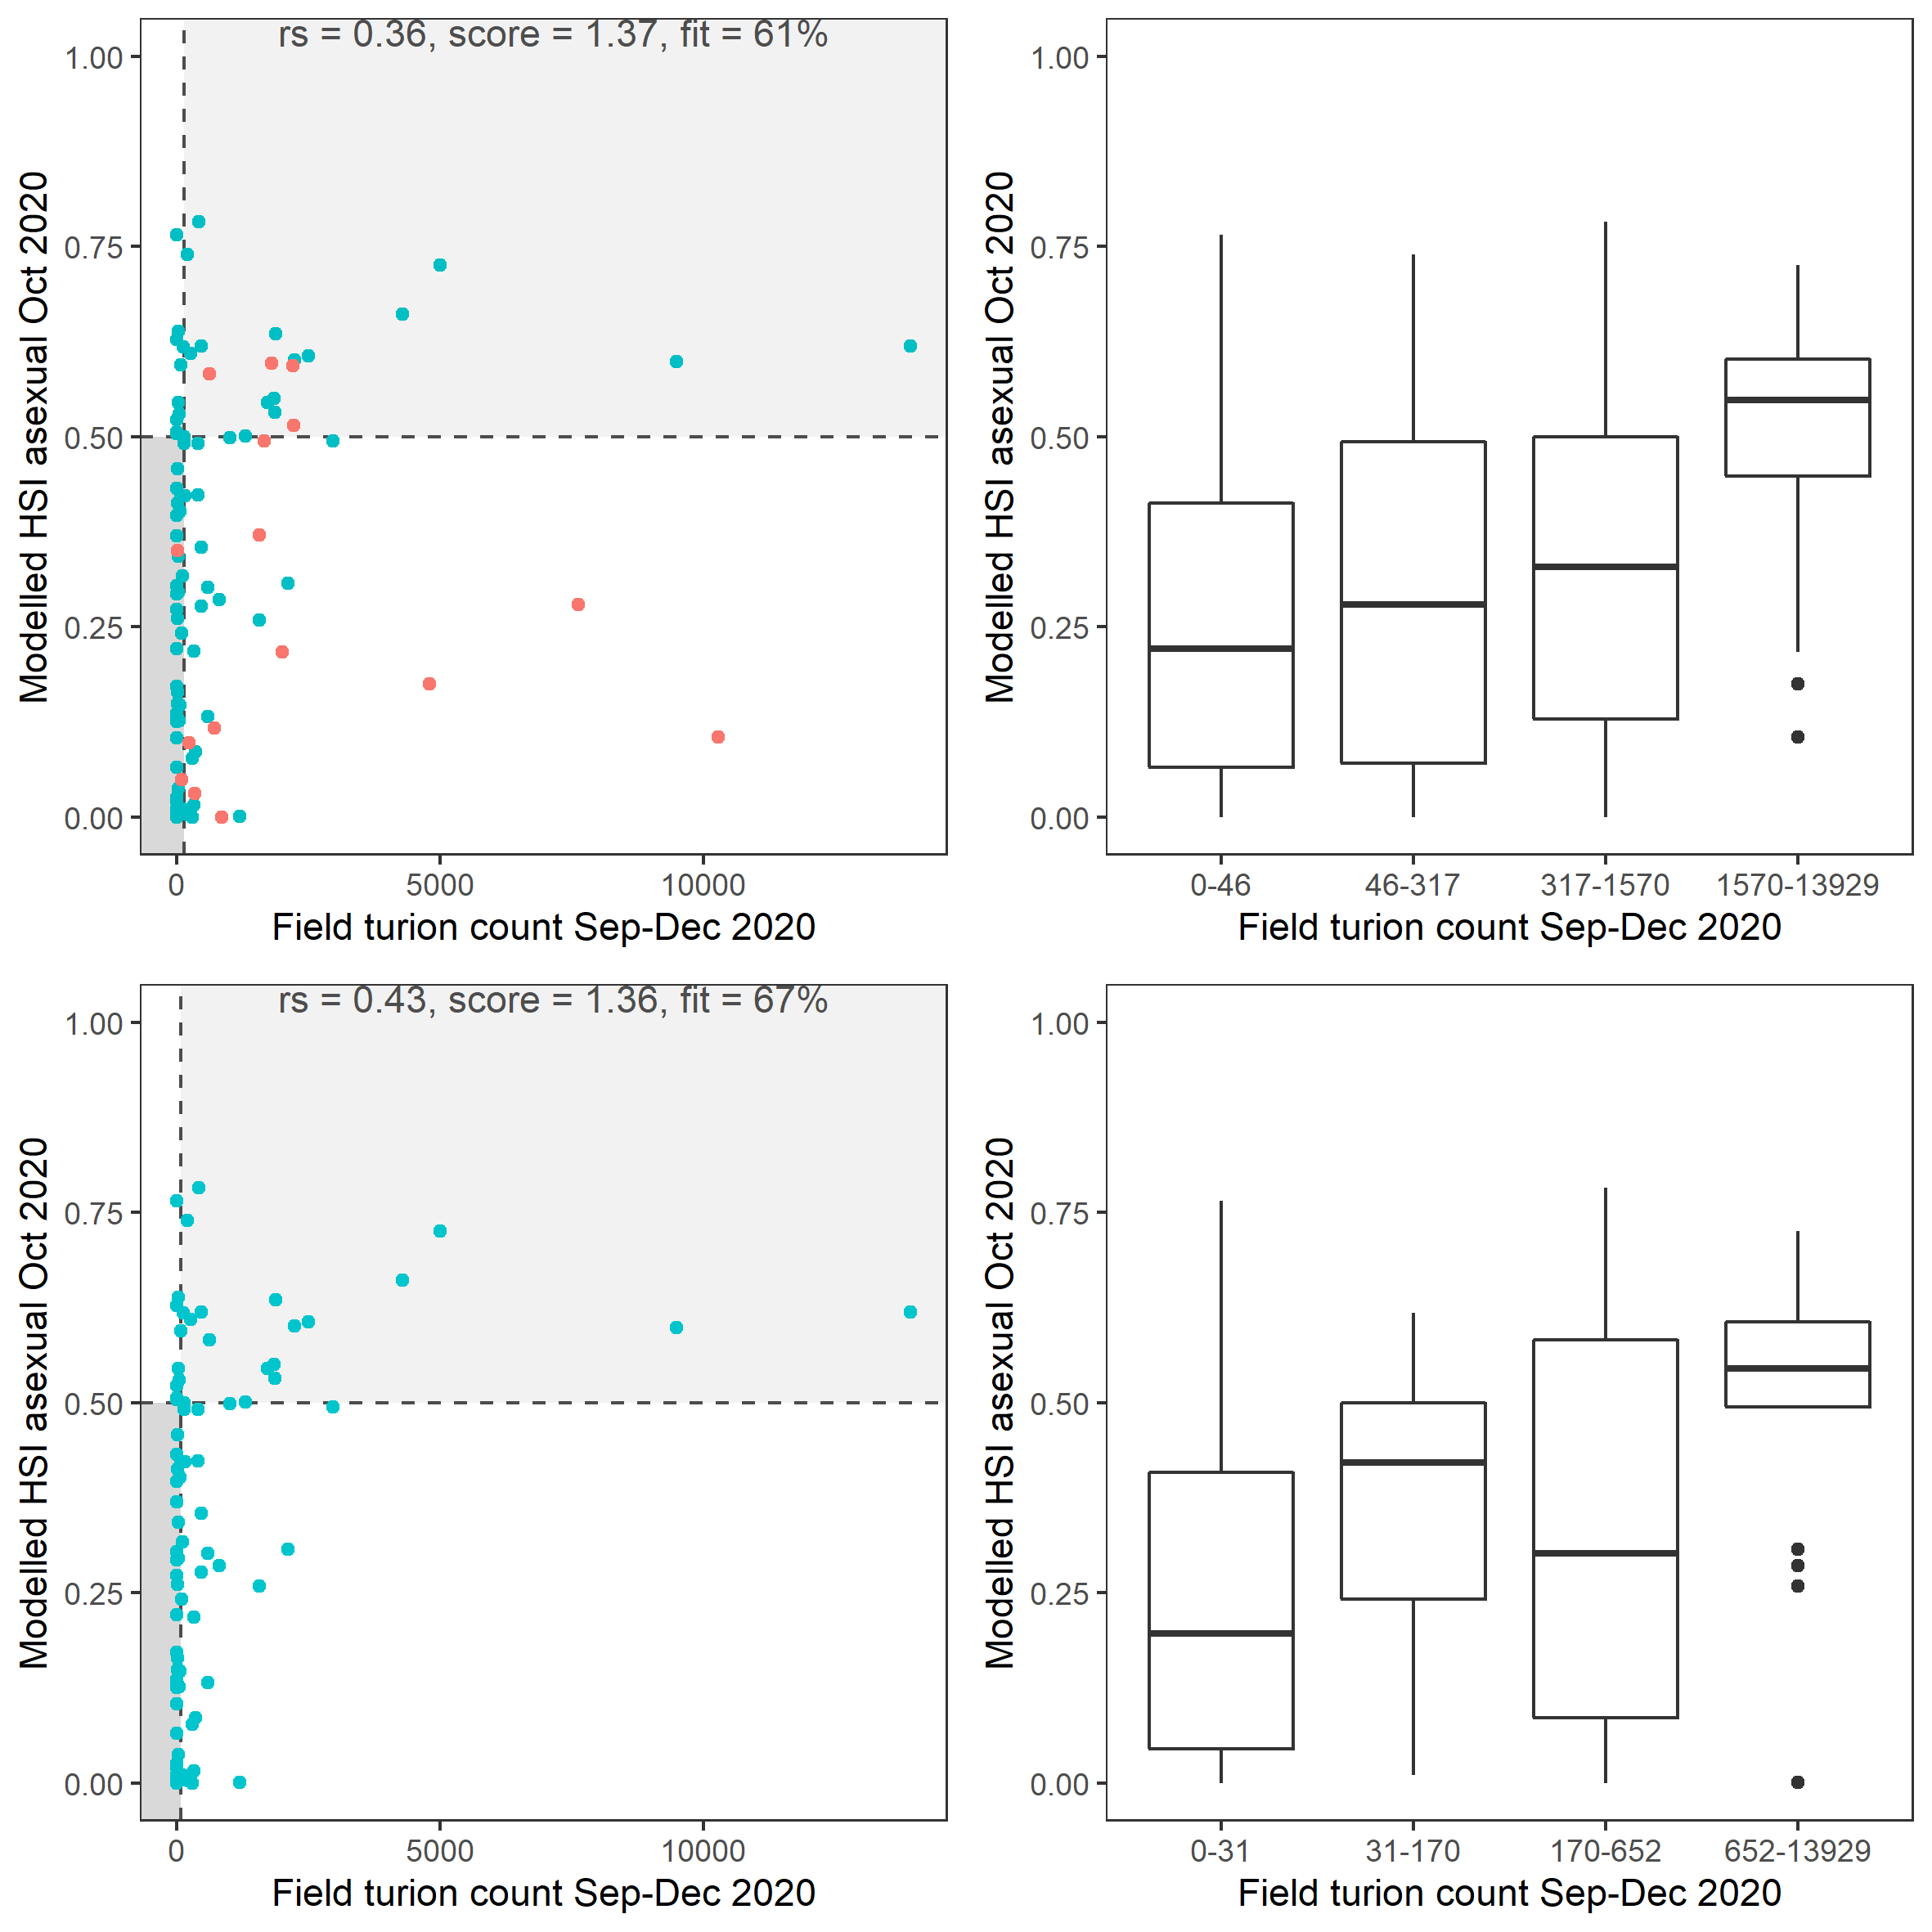 rs = 0.36, score = 1.37, fit = 61%
Modelled HSI asexual Oct 2020
1.00
0.75
0.50
0.25
0.00
0 5000 10000
Field turion count Sep-Dec 2020
Modelled HSI asexual Oct 2020
1.00
0.75
0.50
0.25
0.00
0-46 46-317 317-1570 1570-13929
Field turion count Sep-Dec 2020
rs = 0.43, score = 1.36, fit = 67%
Modelled HSI asexual Oct 2020
1.00
0.75
0.50
0.25
0.00
0 5000 10000
Field turion count Sep-Dec 2020
Modelled HSI asexual Oct 2020
1.00
0.75
0.50
0.25
0.00
0-31 31-170 170-652 652-13929
Field turion count Sep-Dec 2020